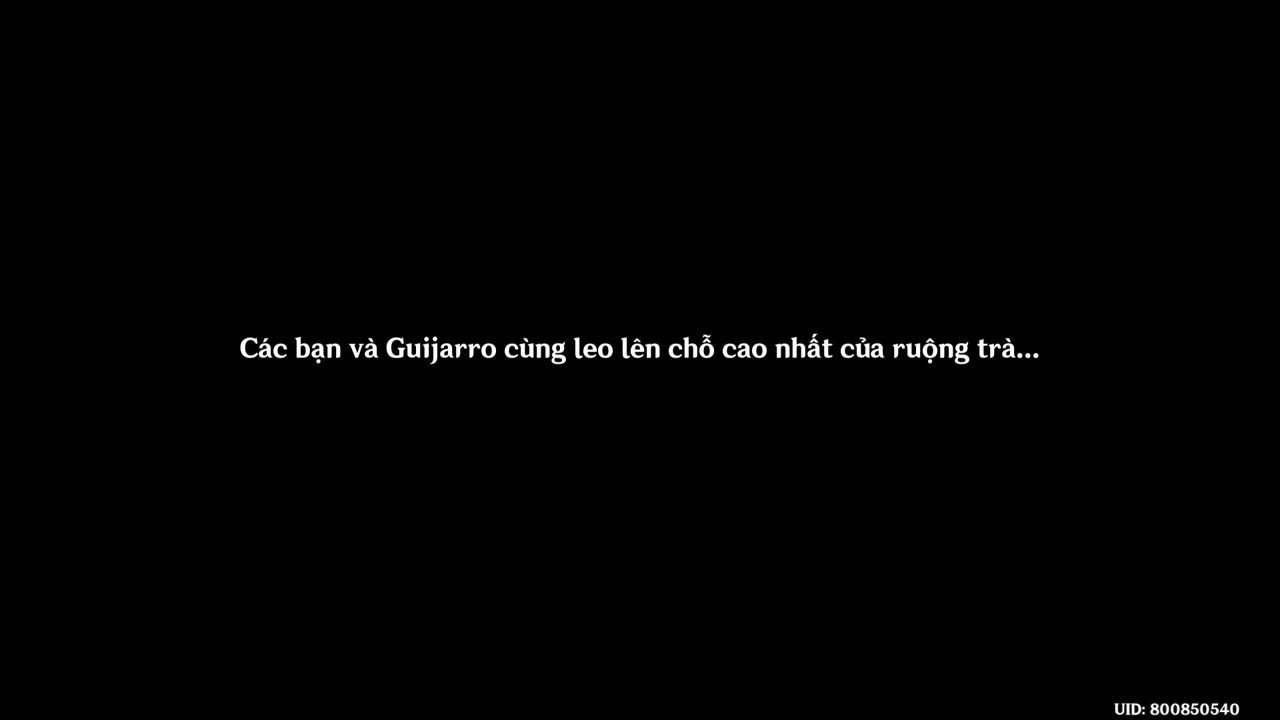 Các bạn và Guijarro cùng leo lên chỗ cao nhất của ruộng trà...
UID: 800850540